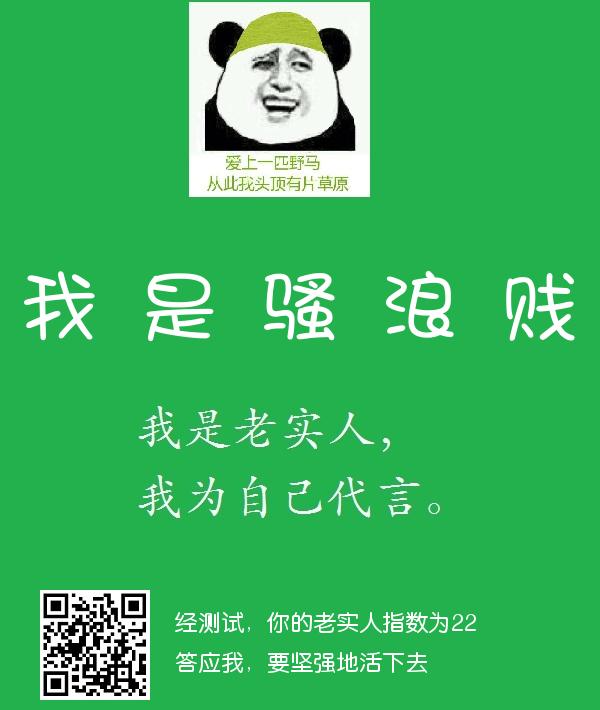 爱上一匹野马
从此我头顶有片草原
我是骚浪贱
我是老实人，
我为自己代言。
经测试，你的老实人指数为22
答应我，要坚强地活下去